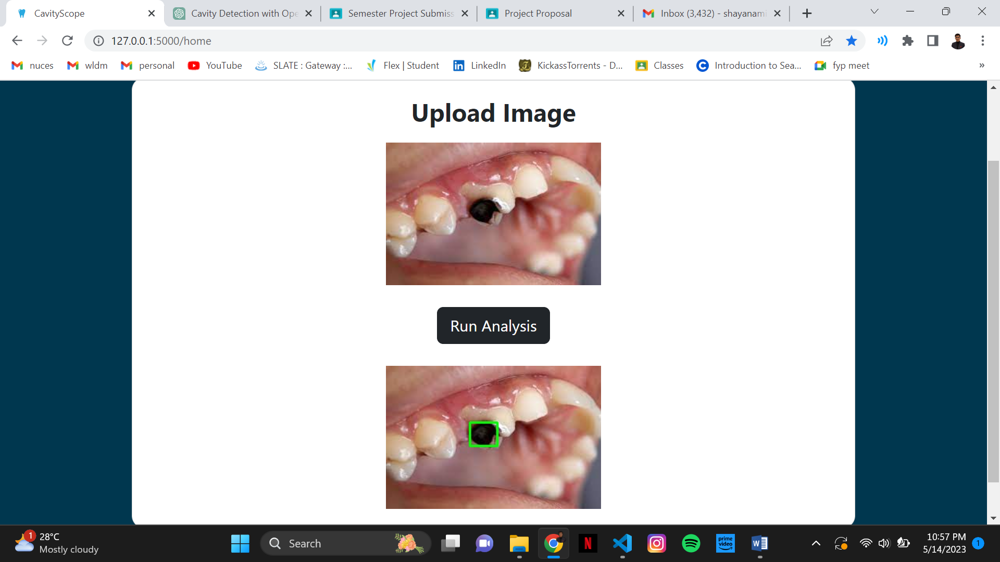 CavityScope
Cavity Detection with Ope
Semester Project Submiss
Project Proposal
Inbox (3,432) - shayanami
127.0.0.1:5000/home
nuces
wldm
personal
YouTube
SLATE : Gateway :...
Flex | Student
LinkedIn
KickassTorrents - D...
Classes
Introduction to Sea...
fyp meet
»
Upload Image
Run Analysis
1
28°C
Mostly cloudy
Search
prime
video
10:57 PM
5/14/2023
1